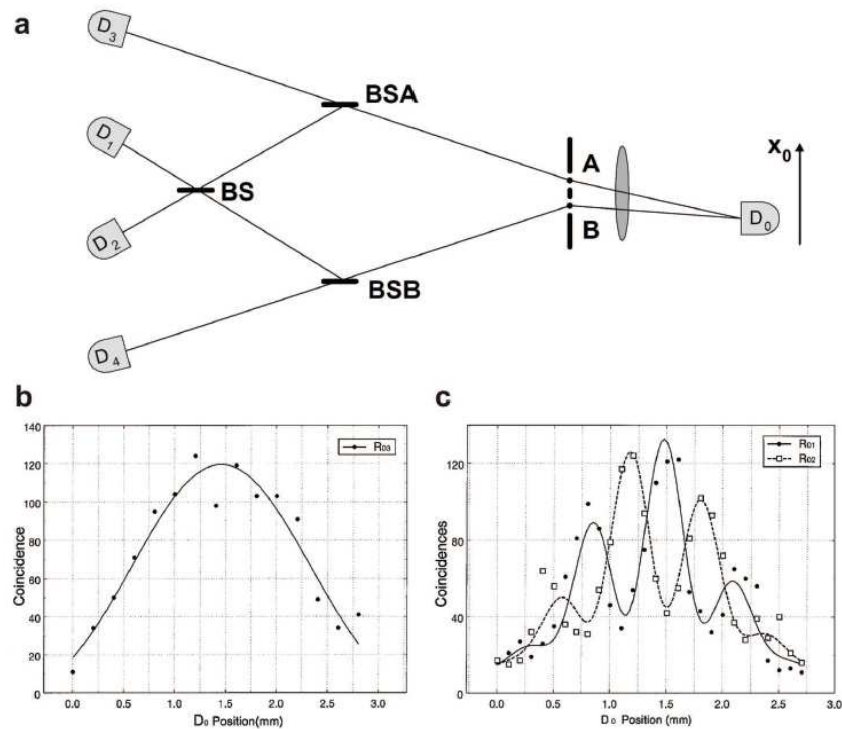 a
D3
BSA
D1
A
x0
BS
D0
D2
B
BSB
D4
b
c
140
120
100
80
60
40
20
0
Coincidence
RD3
0.0 0.5 1.0 1.5 2.0 2.5 3.0
D0 Position(mm)
120
80
40
0
Coincidences
RD1
RD2
0.0 0.5 1.0 1.5 2.0 2.5 3.0
D0 Position (mm)